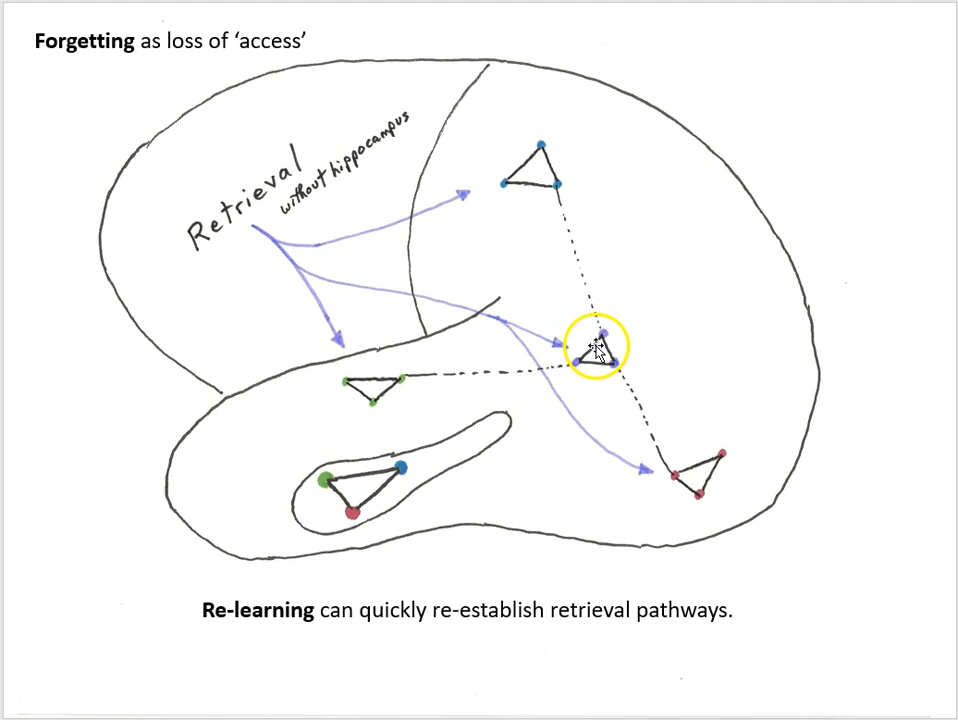 Forgetting as loss of ‘access’
Retrieval
without hippocampus
Re-learning can quickly re-establish retrieval pathways.